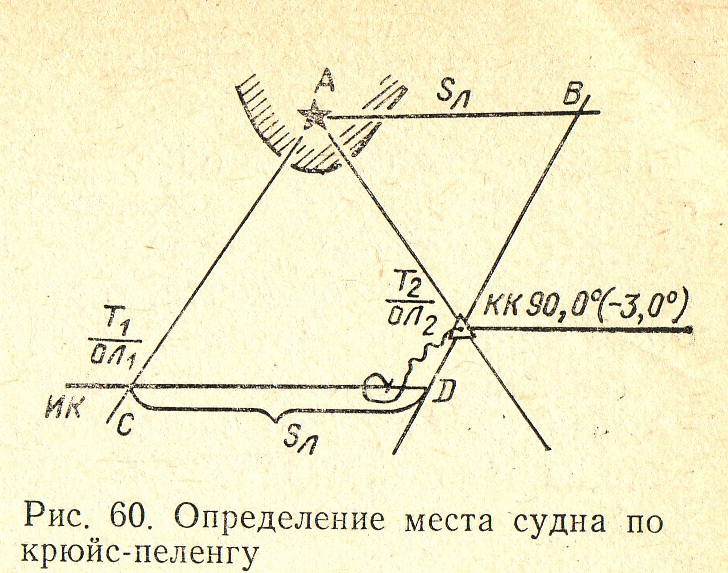 A
Sл
B
T1
ОЛ1
T2
ОЛ2
КК 90,0°(-3,0°)
ИК
C
Sл
D
Рис. 60. Определение места судна по
крюйс-пеленгу